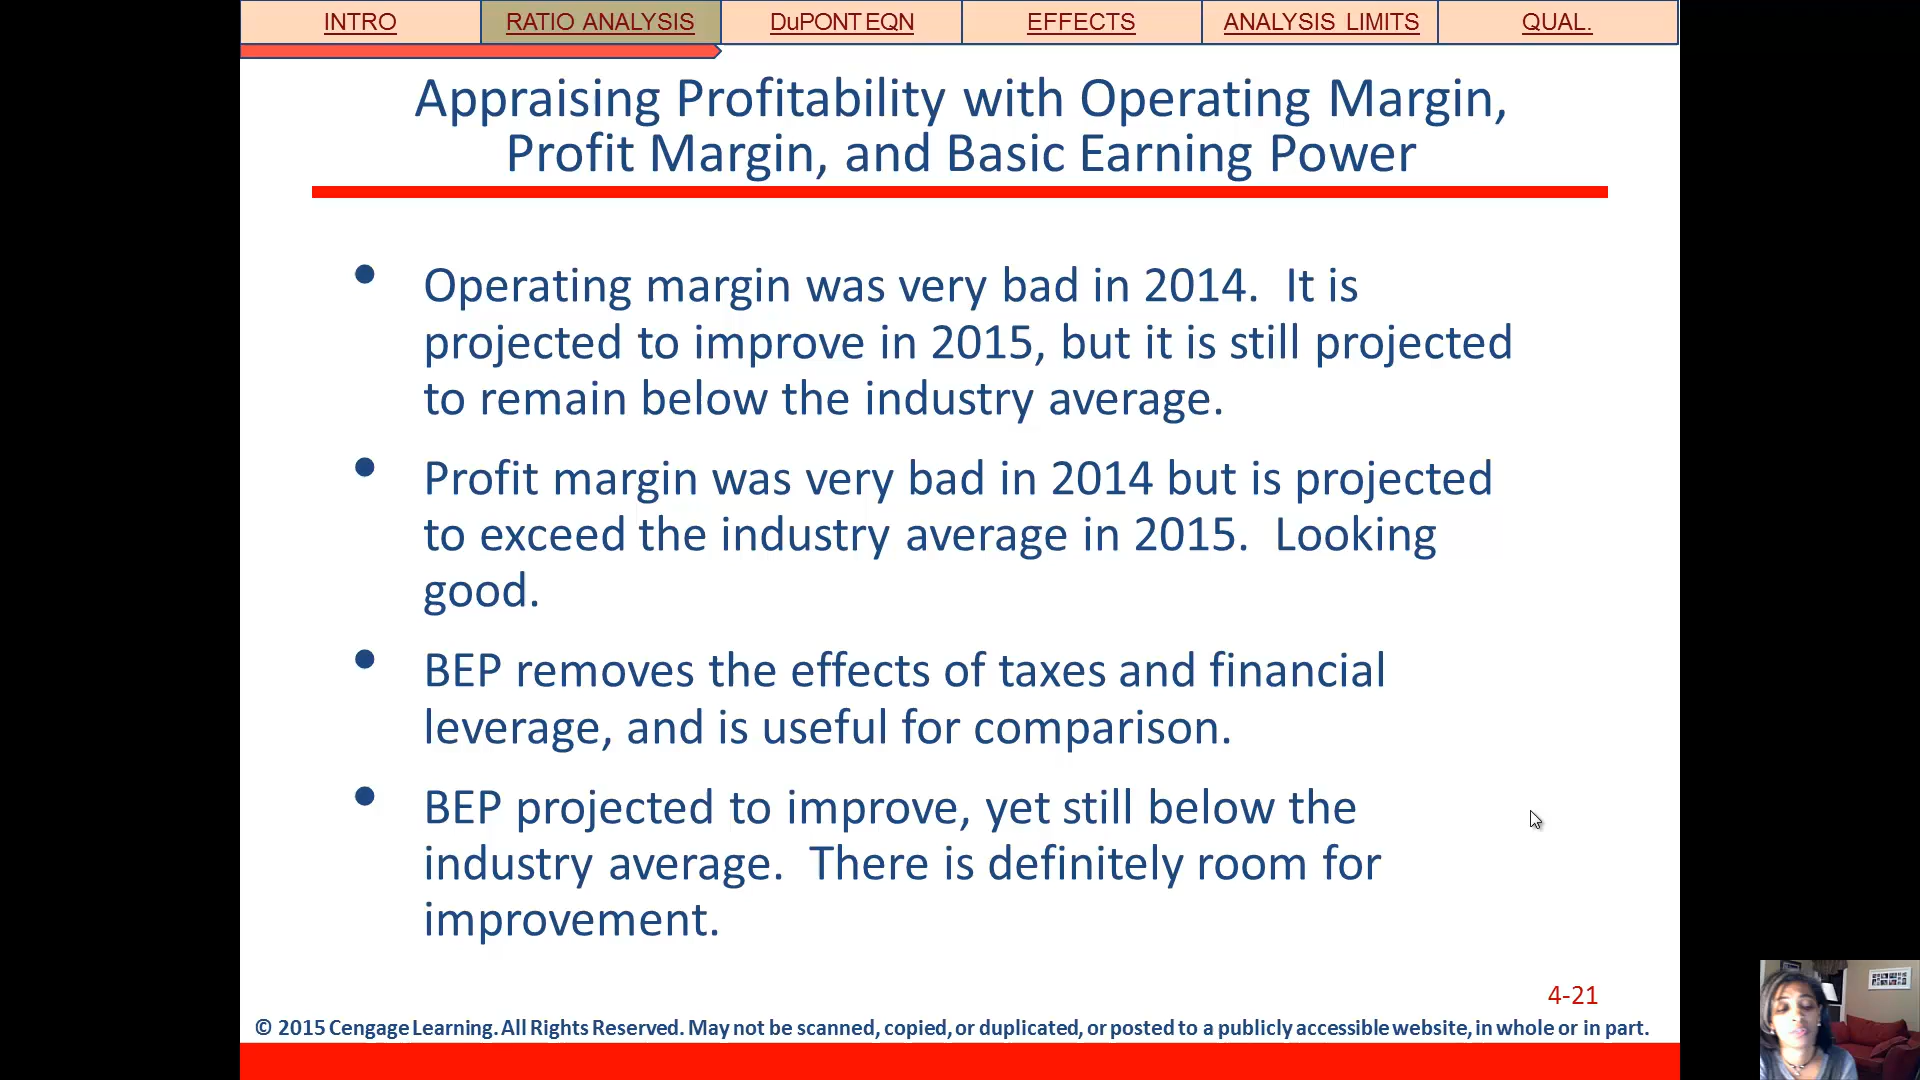 INTRO
RATIO ANALYSIS
DuPONT EQN
EFFECTS
ANALYSIS LIMITS
QUAL.
Appraising Profitability with Operating Margin,
Profit Margin, and Basic Earning Power
• Operating margin was very bad in 2014. It is
projected to improve in 2015, but it is still projected
to remain below the industry average.
• Profit margin was very bad in 2014 but is projected
to exceed the industry average in 2015. Looking
good.
• BEP removes the effects of taxes and financial
leverage, and is useful for comparison.
• BEP projected to improve, yet still below the
industry average. There is definitely room for
improvement.
4-21
© 2015 Cengage Learning. All Rights Reserved. May not be scanned, copied, or duplicated, or posted to a publicly accessible website, in whole or in part.